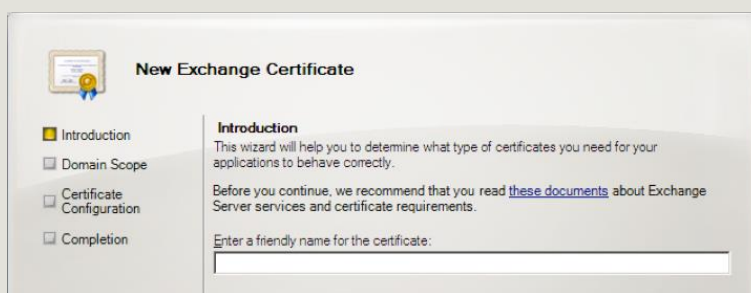 New Exchange Certificate
Introduction
Domain Scope
Certificate
Configuration
Completion
Introduction
This wizard will help you to determine what type of certificates you need for your
applications to behave correctly.
Before you continue, we recommend that you read these documents about Exchange
Server services and certificate requirements.
Enter a friendly name for the certificate: